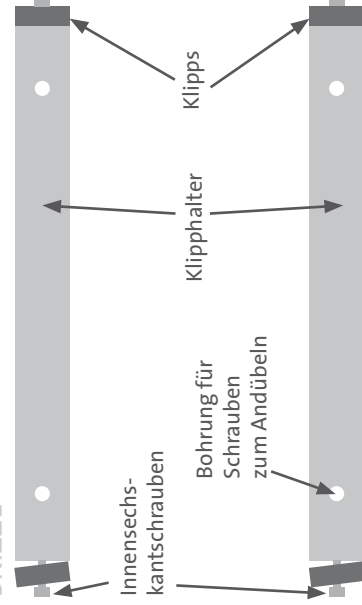 Klipps
Klipphalter
Bohrung für
Schrauben
zum Andübeln
Innensechs-
kantschrauben